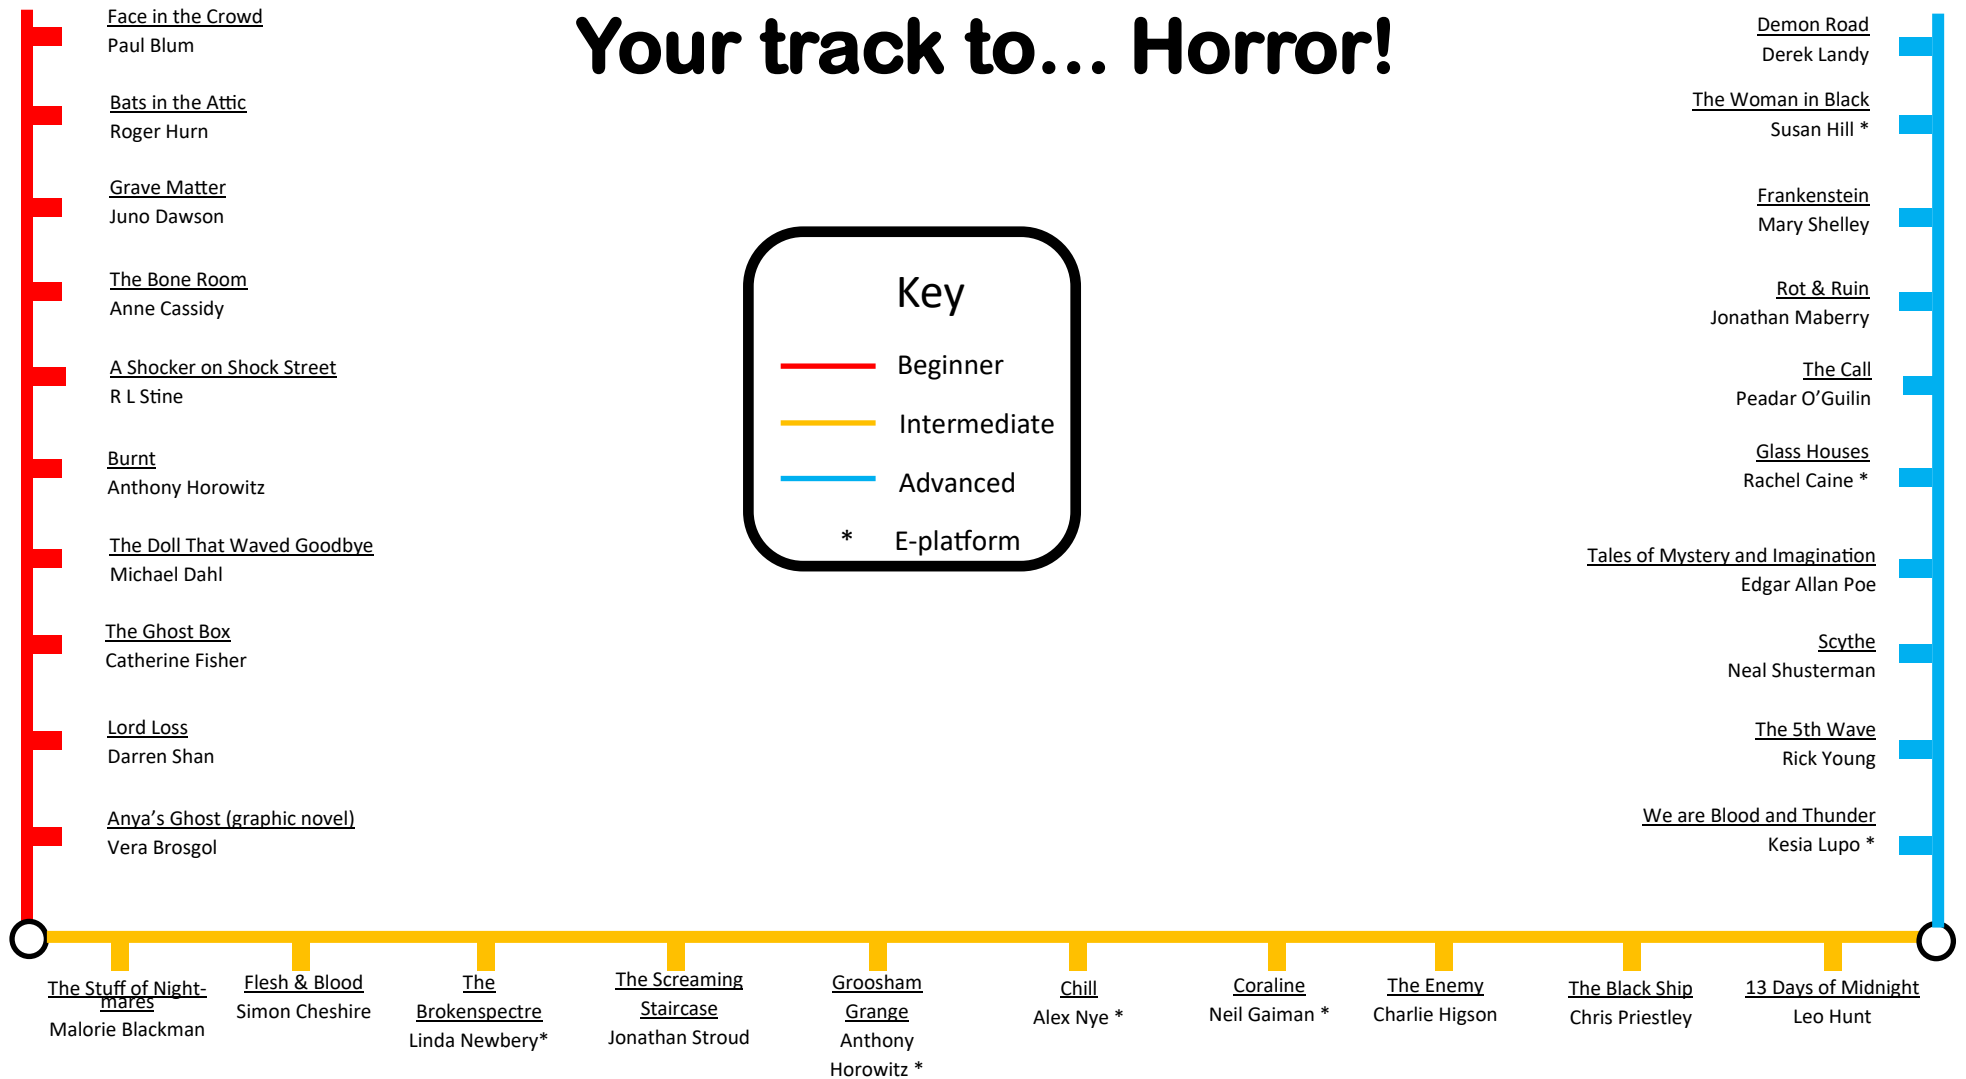 Your track to... Horror!
Face in the Crowd
Paul Blum
Bats in the Attic
Roger Hurn
Grave Matter
Juno Dawson
The Bone Room
Anne Cassidy
A Shocker on Shock Street
R L Stine
Burnt
Anthony Horowitz
The Doll That Waved Goodbye
Michael Dahl
The Ghost Box
Catherine Fisher
Lord Loss
Darren Shan
Anya’s Ghost (graphic novel)
Vera Brosgol
Key
Beginner
Intermediate
Advanced
* E-platform
Demon Road
Derek Landy
The Woman in Black
Susan Hill *
Frankenstein
Mary Shelley
Rot & Ruin
Jonathan Maberry
The Call
Peadar O’Guilin
Glass Houses
Rachel Caine *
Tales of Mystery and Imagination
Edgar Allan Poe
Scythe
Neal Shusterman
The 5th Wave
Rick Young
We are Blood and Thunder
Kesia Lupo *
The Stuff of Night-
mares
Malorie Blackman
Flesh & Blood
Simon Cheshire
The
Brokenspectre
Linda Newbery*
The Screaming
Staircase
Jonathan Stroud
Groosham
Grange
Anthony
Horowitz *
Chill
Alex Nye *
Coraline
Neil Gaiman *
The Enemy
Charlie Higson
The Black Ship
Chris Priestley
13 Days of Midnight
Leo Hunt